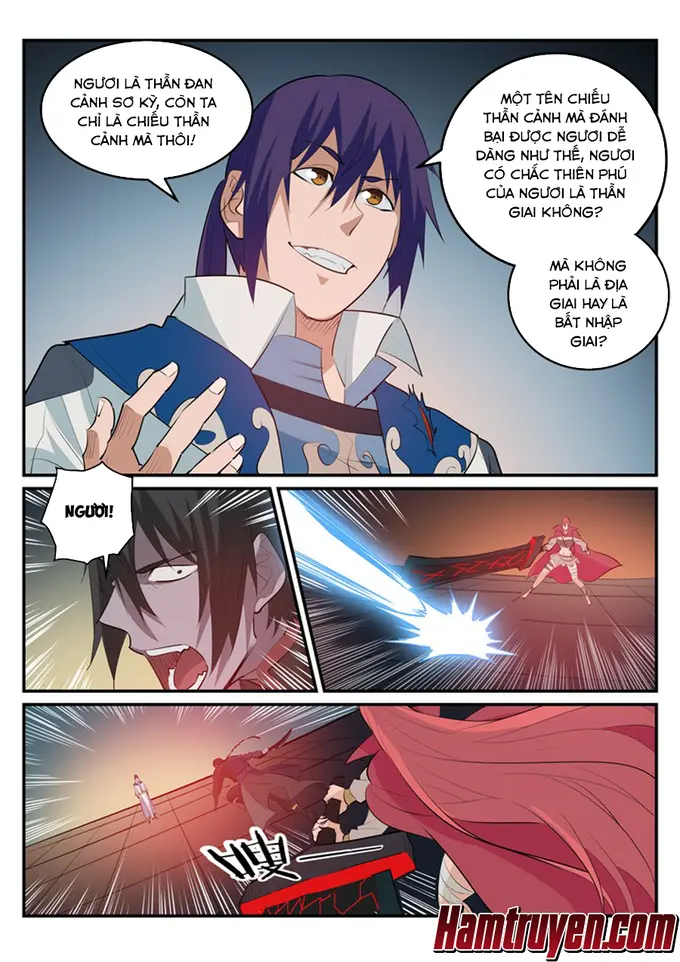 NGƯƠI LÀ THẦN ĐAN
CẢNH SƠ KỲ, CÒN TA
CHỈ LÀ CHIẾU THẦN
CẢNH MÀ THÔI!
MỘT TÊN CHIẾU
THẦN CẢNH MÀ ĐÁNH
BẠI ĐƯỢC NGƯƠI DỄ
DÀNG NHƯ THẾ, NGƯƠI
CÓ CHẮC THIÊN PHÚ
CỦA NGƯƠI LÀ THẦN
GIAI KHÔNG?
MÀ KHÔNG
PHẢI LÀ ĐỊA
GIAI HAY LÀ
BẤT NHẬP
GIAI?
NGƯƠI!
Hamtruyen.com